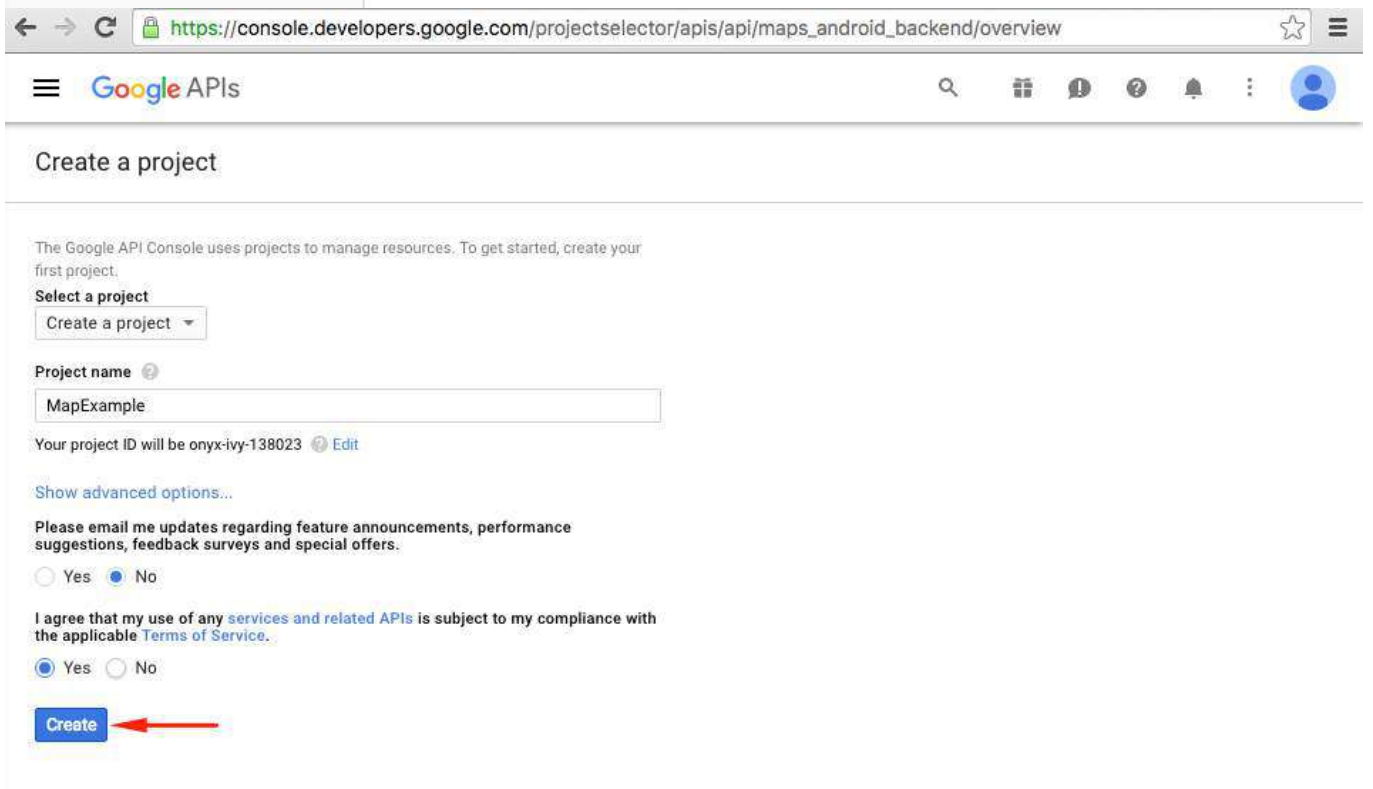 https://console.developers.google.com/projectselector/apis/api/maps_android_backend/overview
Google APIs
Create a project
The Google API Console uses projects to manage resources. To get started, create your
first project.
Select a project
Create a project
Project name
MapExample
Your project ID will be onyx-ivy-138023 Edit
Show advanced options...
Please email me updates regarding feature announcements, performance
suggestions, feedback surveys and special offers.
Yes No
I agree that my use of any services and related APIs is subject to my compliance with
the applicable Terms of Service.
Yes No
Create